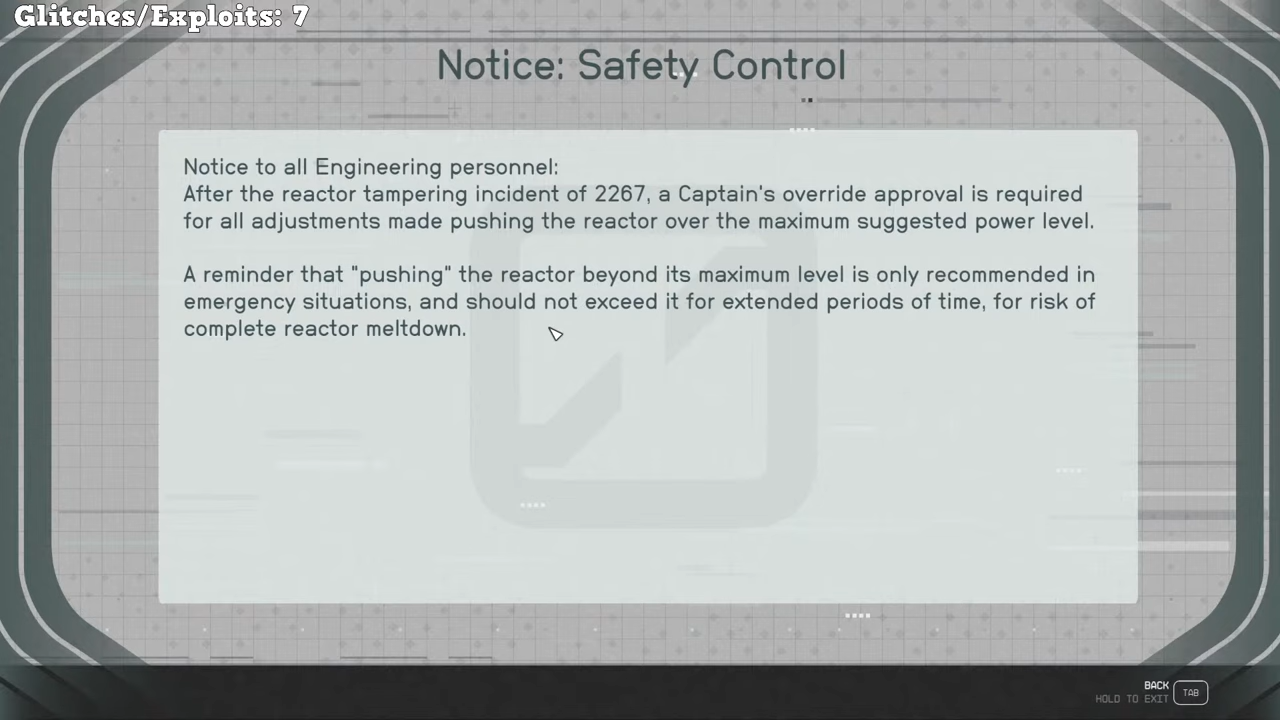 Glitches/Exploits: 7
Notice: Safety Control
Notice to all Engineering personnel:
After the reactor tampering incident of 2267, a Captain's override approval is required
for all adjustments made pushing the reactor over the maximum suggested power level.
A reminder that "pushing" the reactor beyond its maximum level is only recommended in
emergency situations, and should not exceed it for extended periods of time, for risk of
complete reactor meltdown.
BACK
HOLD TO EXIT
TAB